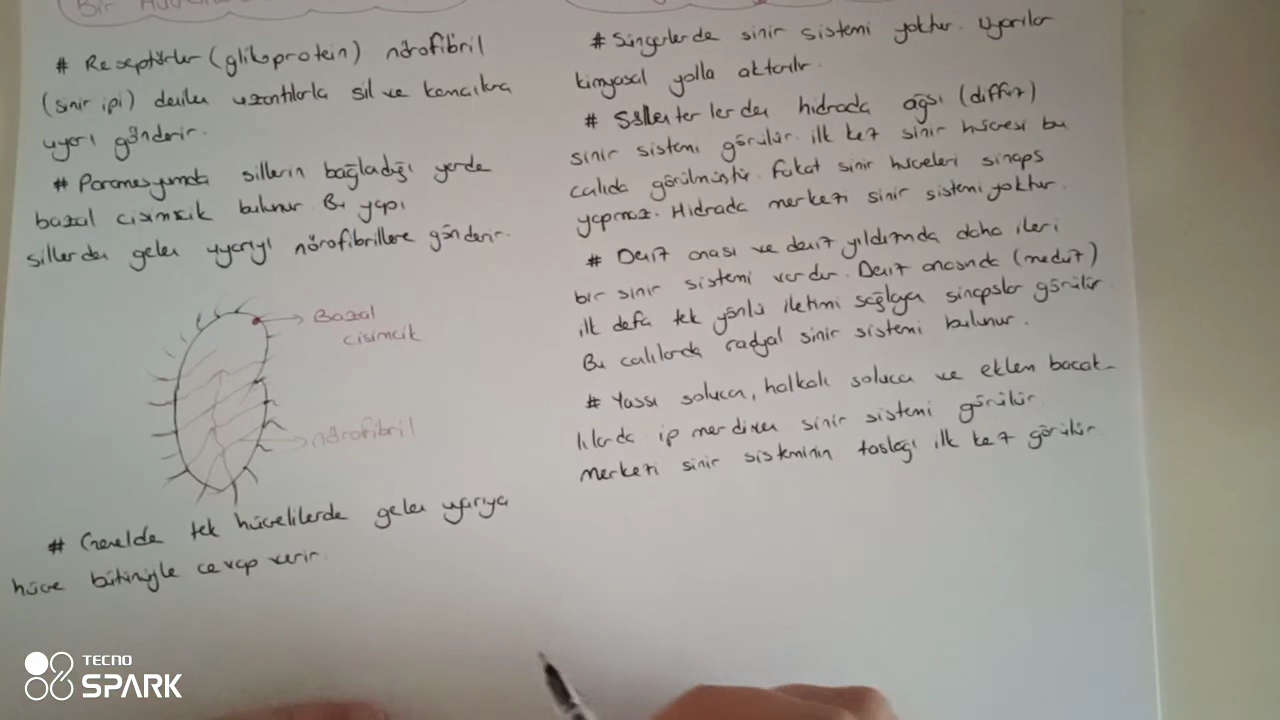 Bir
# Reseptörler (glikoprotein) nörofibril
(sinir ipi) denilen uzantılarla sil ve kamçılara
uyarı gönderir.
# Paramesyumda sillerin bağladığı yerde
bazal cisimcik bulunur. Bu yapı
sillerden gelen uyarıyı nörofibrillere gönderir.
Bazal
cisimcik
nörofibril
# Genelde tek hücrelilerde gelen uyarıya
hücre bütünüyle cevap verir.
# Süngerlerde sinir sistemi yoktur. Uyarılar
kimyasal yolla aktarılır.
# Sölenterlerden hidrada ağsı (diffüz)
sinir sistemi görülür. ilk kez sinir hücresi bu
calıda görülmüştür. Fakat sinir hücreleri sinaps
yapmaz. Hidrada merkezi sinir sistemi yoktur.
# Deniz anası ve deniz yıldızında daha ileri
bir sinir sistemi vardır. Deniz anasında (meduz)
ilk defa tek yönlü iletimi sağlayan sinapslar görülür.
Bu calılarda radyal sinir sistemi bulunur.
# Yassı solucan, halkalı solucan ve eklem bacak-
lılarda ip merdiven sinir sistemi görülür.
merkezi sinir sisteminin taslağı ilk kez görülür.
TECNO
SPARK